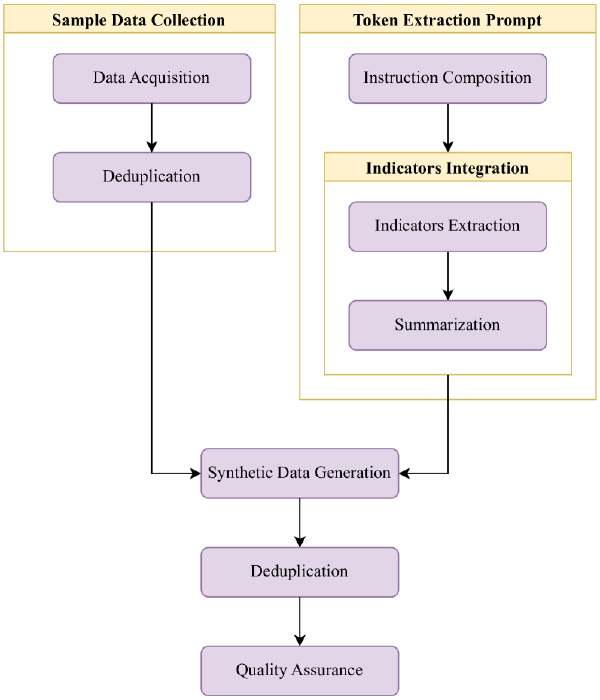 Sample Data Collection
Data Acquisition
Deduplication
Token Extraction Prompt
Instruction Composition
Indicators Integration
Indicators Extraction
Summarization
Synthetic Data Generation
Deduplication
Quality Assurance